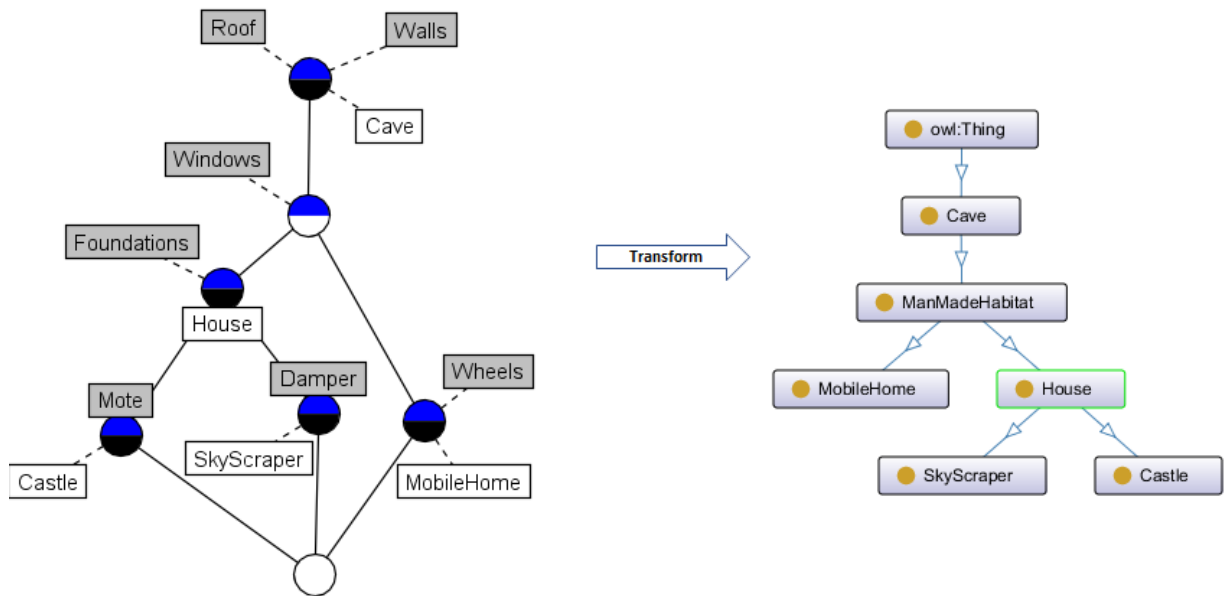 Roof
Walls
Cave
Windows
Foundations
House
Damper
Wheels
Mote
SkyScraper
Castle
MobileHome
Transform
owl:Thing
Cave
ManMadeHabitat
MobileHome
House
SkyScraper
Castle